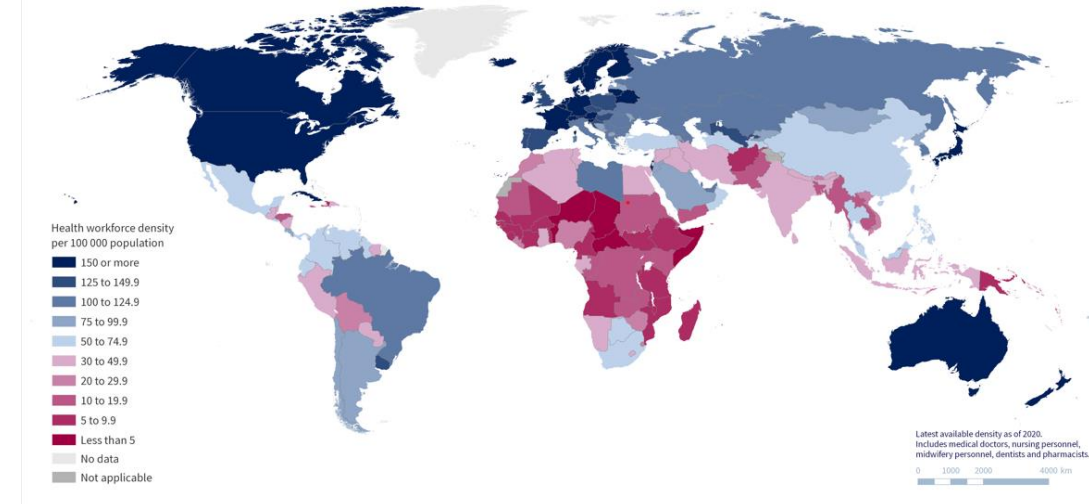 Health workforce density
per 100 000 population
150 or more
125 to 149.9
100 to 124.9
75 to 99.9
50 to 74.9
30 to 49.9
20 to 29.9
10 to 19.9
5 to 9.9
Less than 5
No data
Not applicable
Latest available density as of 2020.
Includes medical doctors, nursing personnel,
midwifery personnel, dentists and pharmacists.
0 1000 2000 4000 km